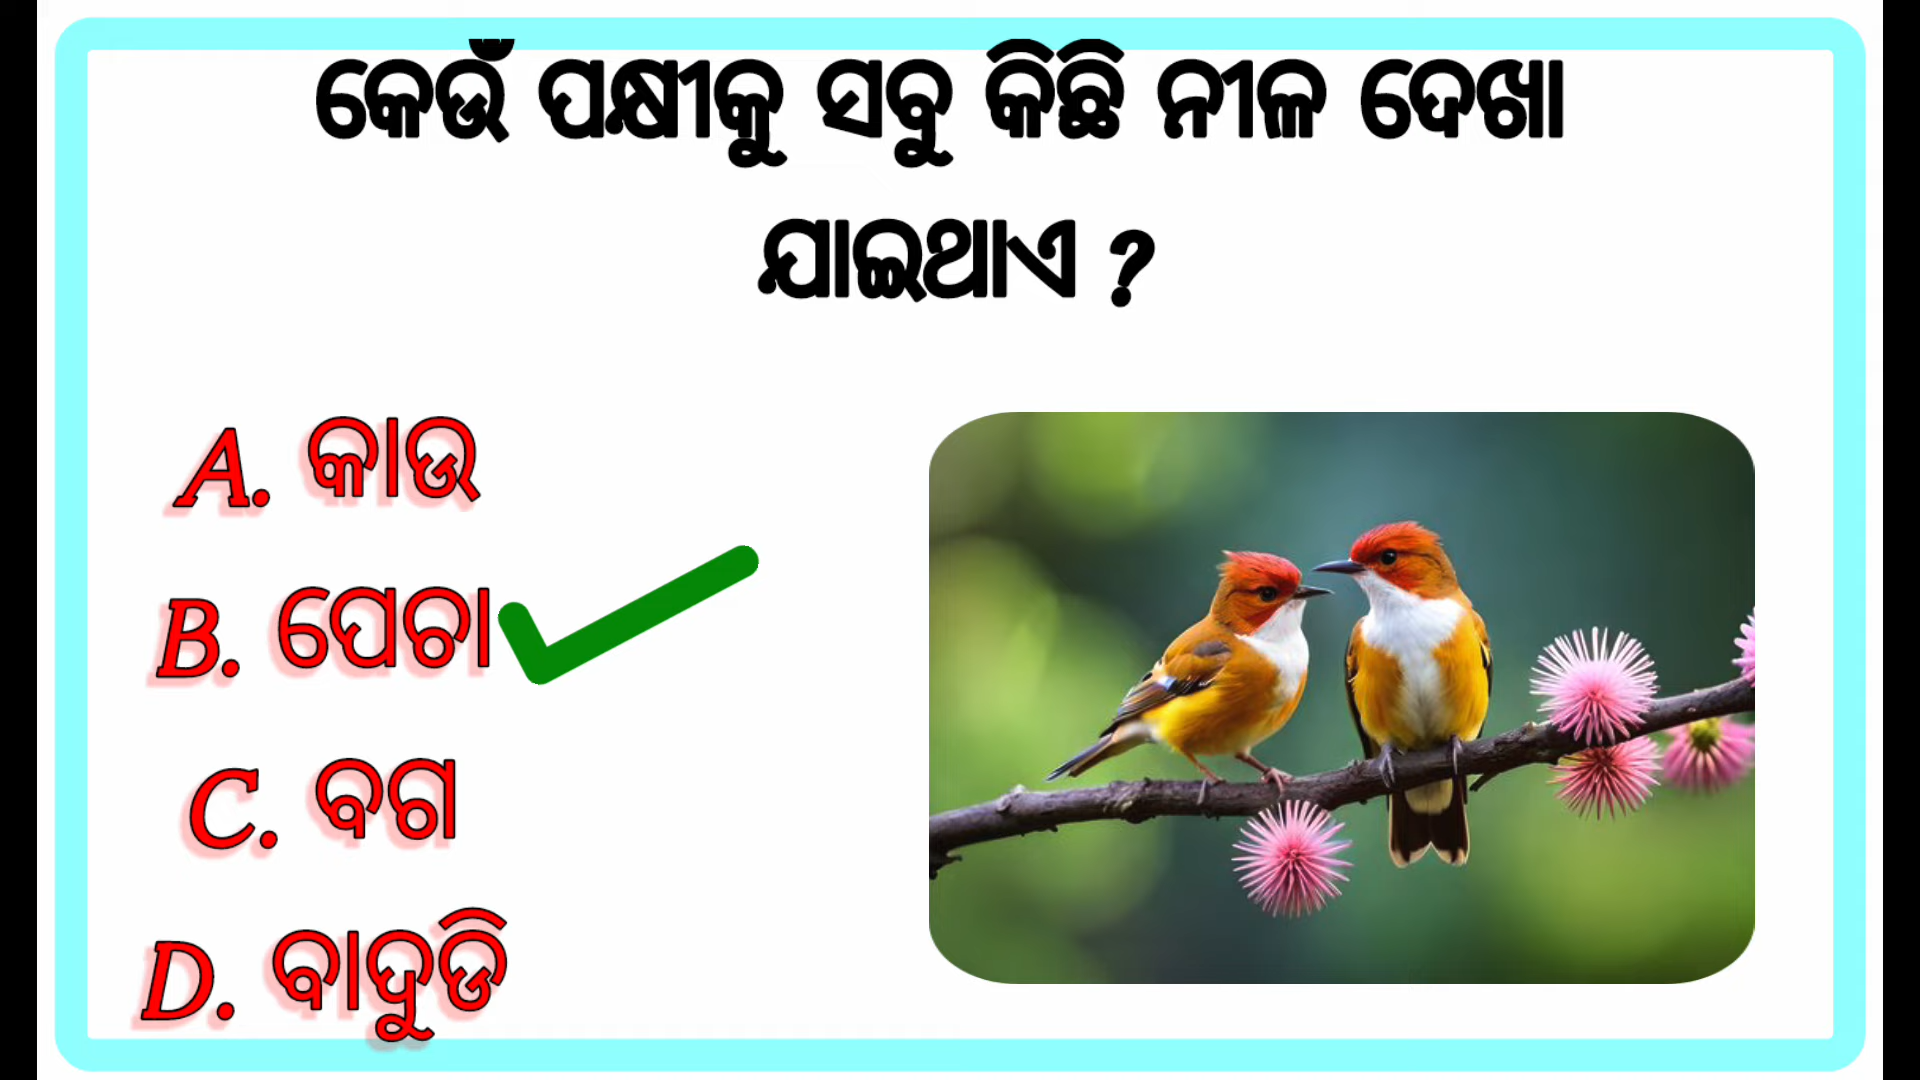 କେଉଁ ପକ୍ଷୀକୁ ସବୁ କିଛି ନୀଳ ଦେଖା
ଯାଇଥାଏ ?
A. କାଉ
B. ପେଚା
C. ବଗ
D. ବାଦୁଡି